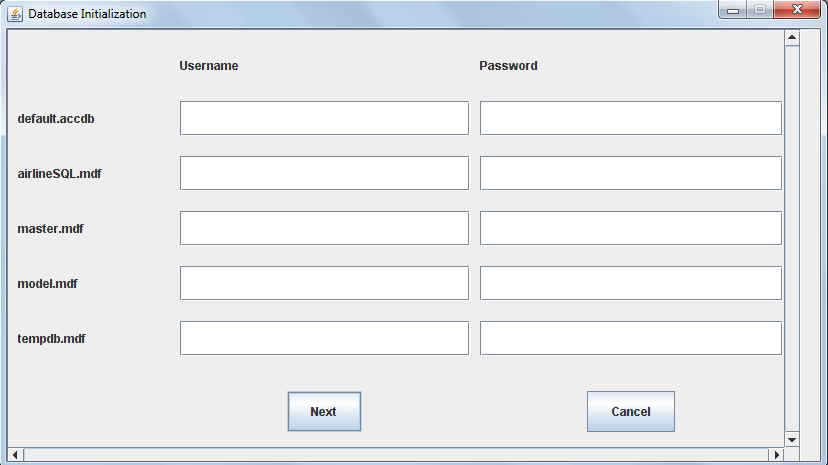 Database Initialization
Username Password
default.accdb
airlineSQL.mdf
master.mdf
model.mdf
tempdb.mdf
Next Cancel